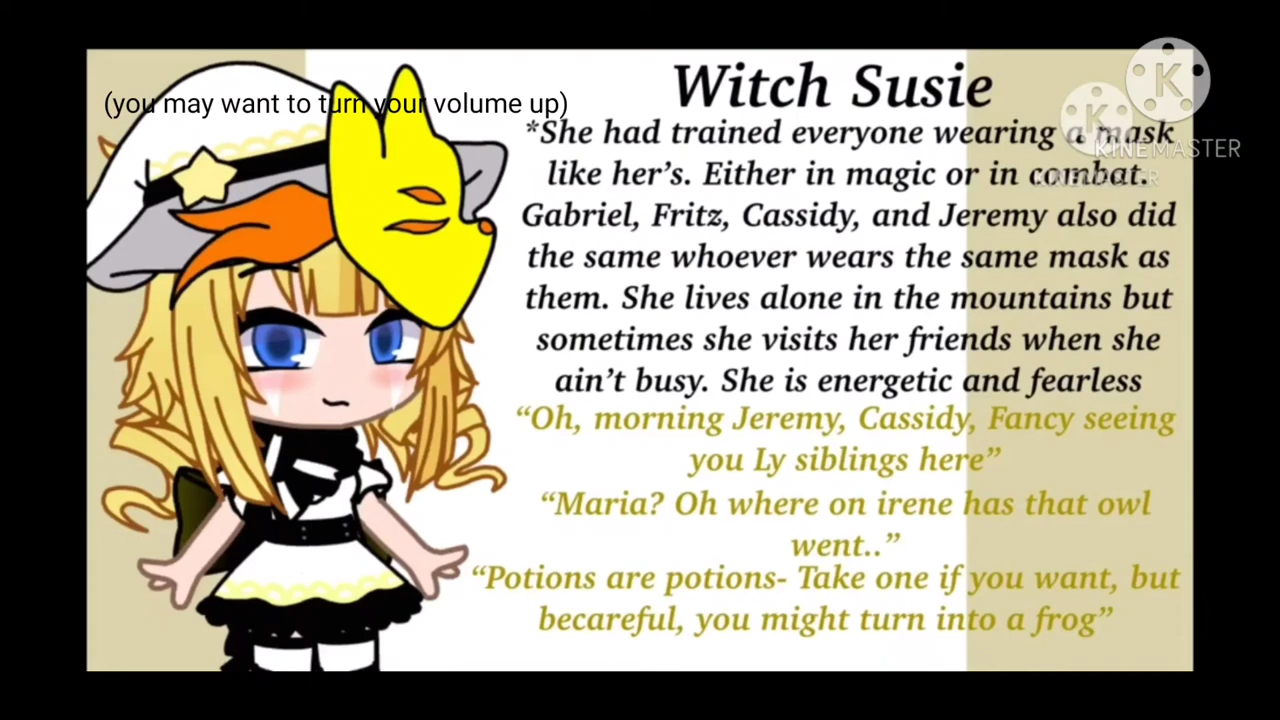 Witch Susie
(you may want to turn your volume up)
*She had trained everyone wearing a mask
like her's. Either in magic or in combat.
Gabriel, Fritz, Cassidy, and Jeremy also did
the same whoever wears the same mask as
them. She lives alone in the mountains but
sometimes she visits her friends when she
ain't busy. She is energetic and fearless
“Oh, morning Jeremy, Cassidy, Fancy seeing
you Ly siblings here”
“Maria? Oh where on irene has that owl
went..”
“Potions are potions- Take one if you want, but
becareful, you might turn into a frog”
K
K
KINEMASTER
KINEMASTER